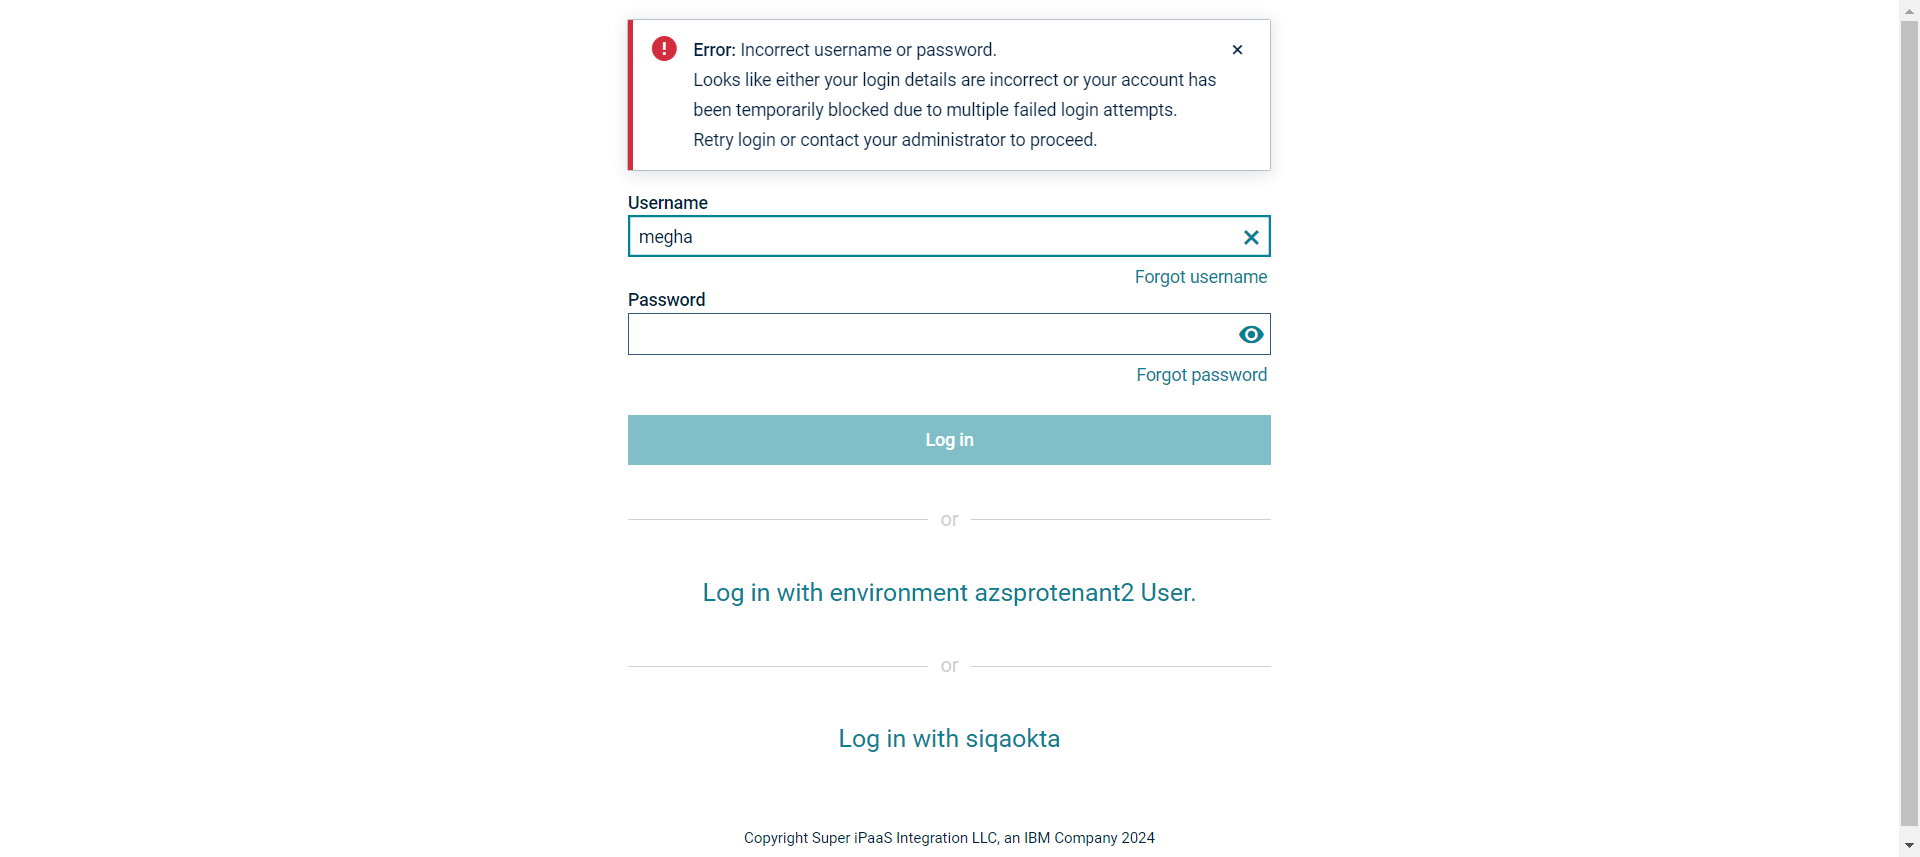 Error: Incorrect username or password.
Looks like either your login details are incorrect or your account has
been temporarily blocked due to multiple failed login attempts.
Retry login or contact your administrator to proceed.
Username
megha
Forgot username
Password
Forgot password
Log in
or
Log in with environment azsprotenant2 User.
or
Log in with siqaokta
Copyright Super iPaaS Integration LLC, an IBM Company 2024